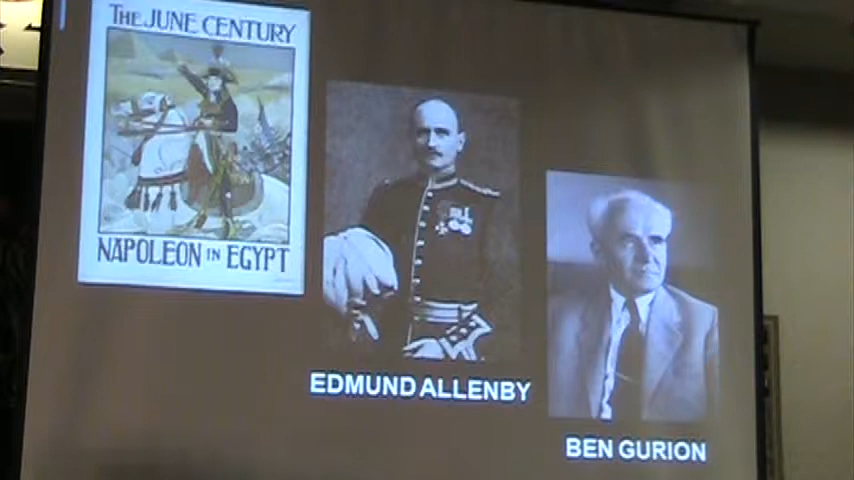 THE JUNE CENTURY
NAPOLEON IN EGYPT
EDMUND ALLENBY
BEN GURION